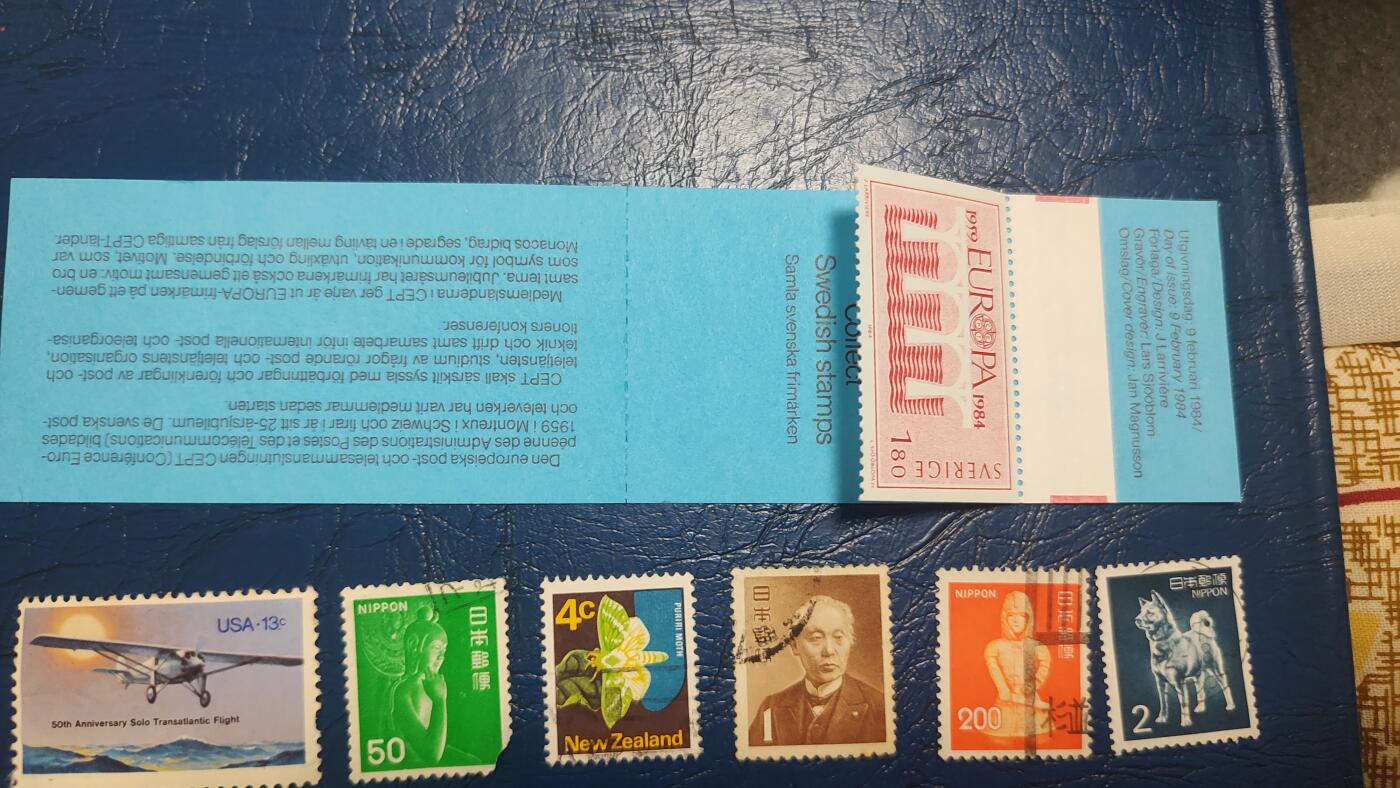 Den europeiska post- och telesammanslutningen CEPT (Conférence Euro-
péenne des Administrations des Postes et des Télécommunications) bildades
1959 i Montreux i Schweiz och firar i år sitt 25-årsjubileum. De svenska post-
och televerken har varit medlemmar sedan starten.
CEPT skall särskilt syssla med förbättringar och förenklingar av post- och
teletjänsten, studium av frågor rörande post- och teletjänstens organisation,
teknik och drift samt samarbete inför internationella post- och teleorganisa-
tioners konferenser.
Medlemsländerna i CEPT ger varje år ut EUROPA-frimärken på ett gemen-
samt tema. Jubileumsåret har frimärkena också ett gemensamt motiv: en bro
som symbol för kommunikation, utväxling och förbindelse. Motivet, som var
Monacos bidrag, segrade i en tävling mellan förslag från samtliga CEPT-länder.
Collect
Swedish stamps
Samla svenska frimärken
1959 EUROPA 1984
SVERIGE
180
Utgivningsdag 9 februari 1984/
Day of issue: 9 February 1984
Förlaga/Design: J Larrivière
Gravör/Engraver: Lars Sjööblom
Omslag/Cover design: Jan Magnusson
USA·13c
50th Anniversary Solo Transatlantic Flight
NIPPON
日本郵便
50
4c
PURIRI MOTH
New Zealand
日本郵便
1
NIPPON
日本郵便
200
日本郵便
NIPPON
2